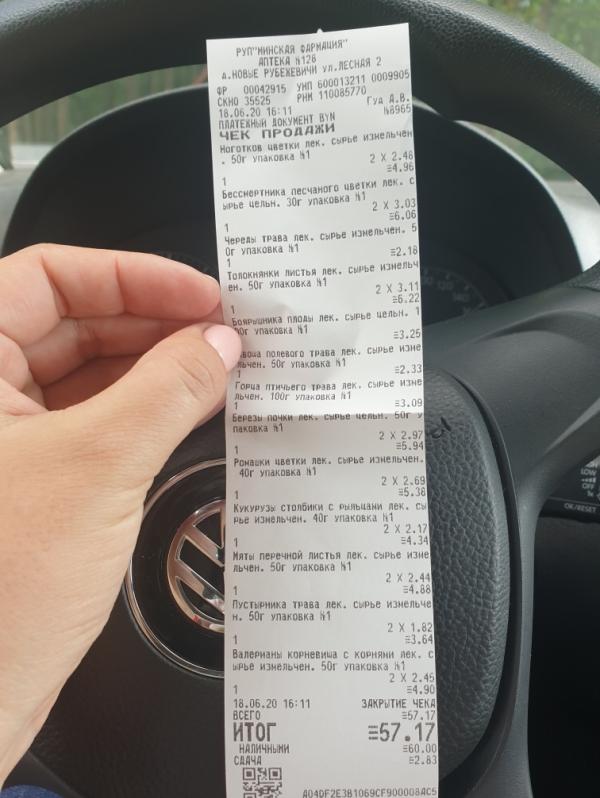 РУП"МИНСКАЯ ФАРМАЦИЯ"
АПТЕКА №126
д.НОВЫЕ РУБЕЖЕВИЧИ ул.ЛЕСНАЯ 2
ФР 00042915 УНП 600013211 0009905
СКНО 35525 РНМ 110085770
18.06.20 16:11 Гуд А.В.
ПЛАТЕЖНЫЙ ДОКУМЕНТ BYN №8965
ЧЕК ПРОДАЖИ
Ноготков цветки лек. сырье измельчен
. 50г упаковка №1
2 X 2.48
1 ≡4.96
Бессмертника песчаного цветки лек. с
ырье цельн. 30г упаковка №1
2 X 3.03
1 ≡6.06
Череды трава лек. сырье измельчен. 5
0г упаковка №1
1 ≡2.18
Толокнянки листья лек. сырье измельч
ен. 50г упаковка №1
2 X 3.11
1 ≡6.22
Боярышника плоды лек. сырье цельн. 1
00г упаковка №1
≡3.25
полевого трава лек. сырье изме
льчен. 50г упаковка №1
1 ≡2.33
Горца птичьего трава лек. сырье изме
льчен. 100г упаковка №1
1 ≡3.09
Березы почки лек. сырье цельн. 50г у
паковка №1
2 X 2.97
1 ≡5.94
Ромашки цветки лек. сырье измельчен.
40г упаковка №1
2 X 2.69
1 ≡5.38
Кукурузы столбики с рыльцами лек. сы
рье измельчен. 40г упаковка №1
2 X 2.17
1 ≡4.34
Мяты перечной листья лек. сырье изме
льчен. 50г упаковка №1
2 X 2.44
1 ≡4.88
Пустырника трава лек. сырье измельче
н. 50г упаковка №1
2 X 1.82
1 ≡3.64
Валерианы корневища с корнями лек. с
ырье измельчен. 50г упаковка №1
2 X 2.45
1 ≡4.90
18.06.20 16:11 ЗАКРЫТИЕ ЧЕКА
ВСЕГО ≡57.17
ИТОГ ≡57.17
НАЛИЧНЫМИ ≡60.00
СДАЧА ≡2.83
A04DF2E3B1069CF900008AC5
LOW
OFF
OK/RESET